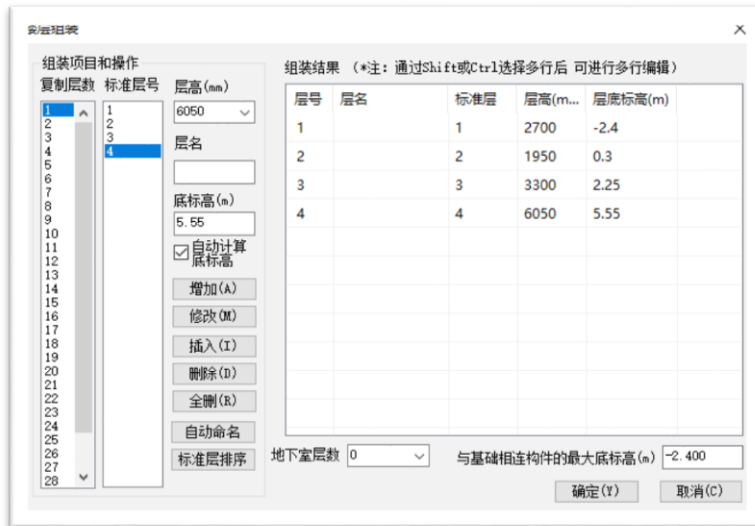 楼层组装
组装项目和操作
复制层数 标准层号 层高(mm)
1
2
3
4
5
6
7
8
9
10
11
12
13
14
15
16
17
18
19
20
21
22
23
24
25
26
27
28
1
2
3
4
6050
层名
底标高(m)
5.55
自动计算
底标高
增加(A)
修改(M)
插入(I)
删除(D)
全删(R)
自动命名
标准层排序
组装结果 (*注: 通过Shift或Ctrl选择多行后 可进行多行编辑)
层号 层名 标准层 层高(m... 层底标高(m)
1 1 2700 -2.4
2 2 1950 0.3
3 3 3300 2.25
4 4 6050 5.55
地下室层数 0 与基础相连构件的最大底标高(m) -2.400
确定(Y) 取消(C)